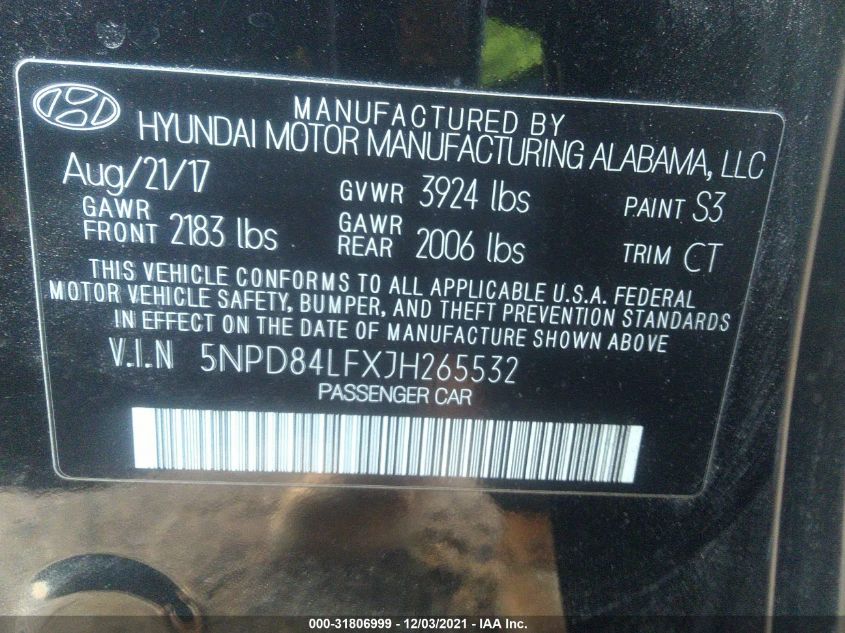 MANUFACTURED BY
HYUNDAI MOTOR MANUFACTURING ALABAMA, LLC
Aug/21/17 GVWR 3924 lbs PAINT S3
GAWR FRONT 2183 lbs GAWR REAR 2006 lbs TRIM CT
THIS VEHICLE CONFORMS TO ALL APPLICABLE U.S.A. FEDERAL
MOTOR VEHICLE SAFETY, BUMPER, AND THEFT PREVENTION STANDARDS
IN EFFECT ON THE DATE OF MANUFACTURE SHOWN ABOVE
V.I.N 5NPD84LFXJH265532
PASSENGER CAR
000-31806999 - 12/03/2021 - IAA Inc.